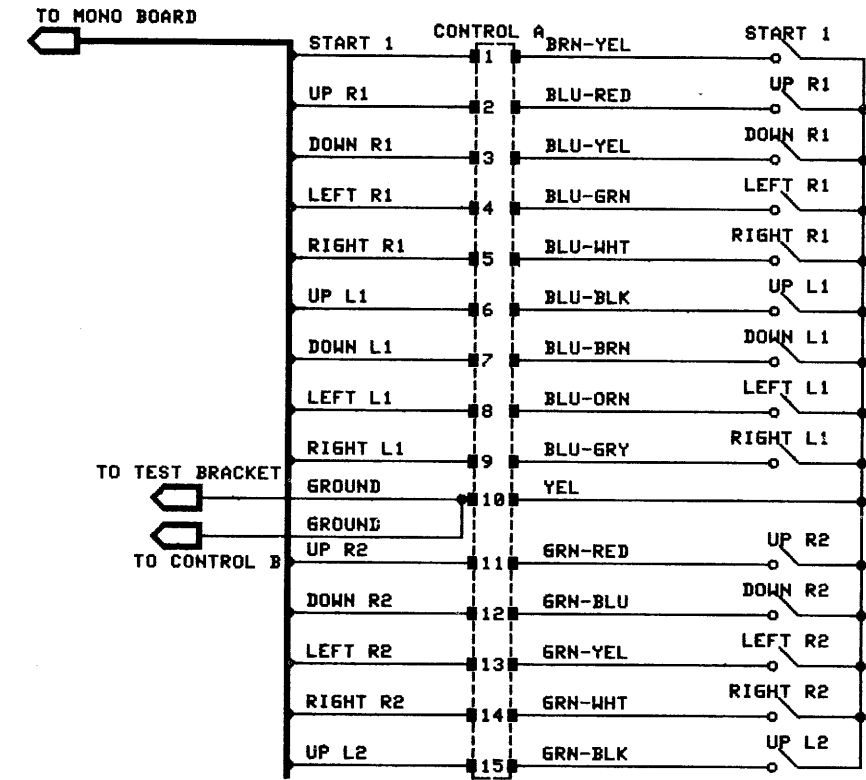 TO MONO BOARD
CONTROL A
START 1 1 BRN-YEL START 1
UP R1 2 BLU-RED UP R1
DOWN R1 3 BLU-YEL DOWN R1
LEFT R1 4 BLU-GRN LEFT R1
RIGHT R1 5 BLU-WHT RIGHT R1
UP L1 6 BLU-BLK UP L1
DOWN L1 7 BLU-BRN DOWN L1
LEFT L1 8 BLU-ORN LEFT L1
RIGHT L1 9 BLU-GRY RIGHT L1
TO TEST BRACKET
GROUND 10 YEL
GROUND
TO CONTROL B
UP R2 11 GRN-RED UP R2
DOWN R2 12 GRN-BLU DOWN R2
LEFT R2 13 GRN-YEL LEFT R2
RIGHT R2 14 GRN-WHT RIGHT R2
UP L2 15 GRN-BLK UP L2